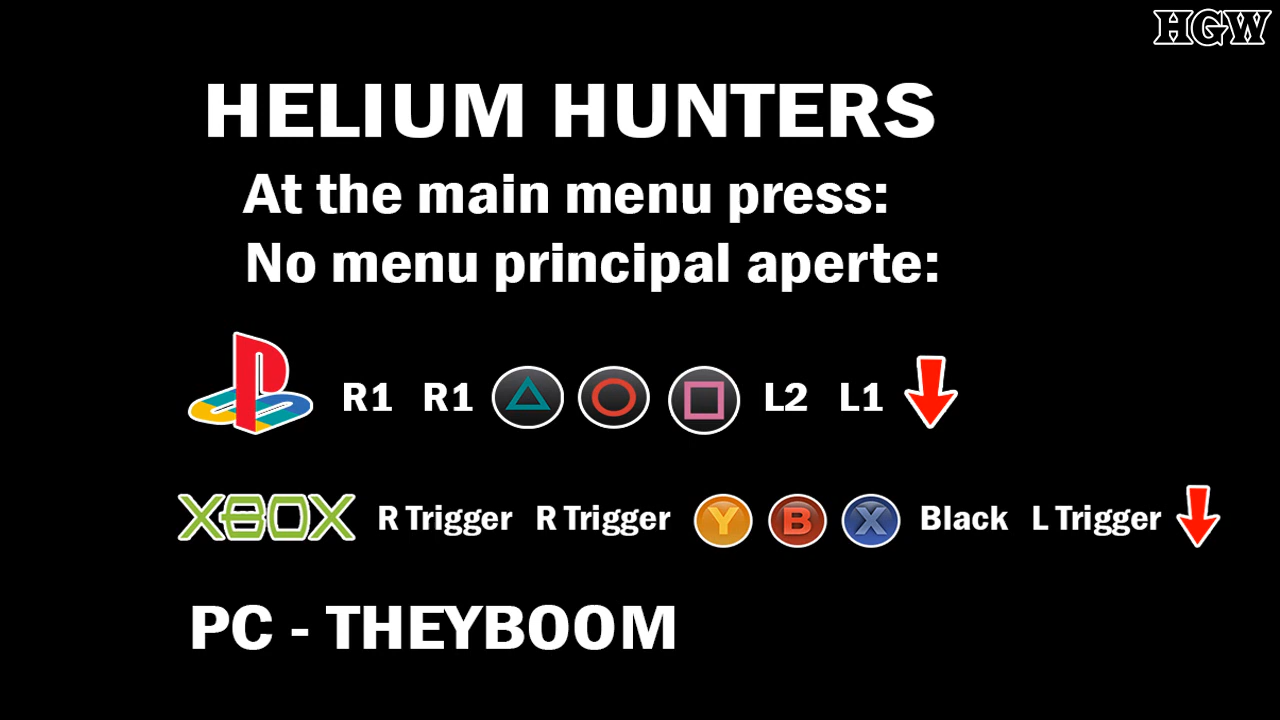 HGW
HELIUM HUNTERS
At the main menu press:
No menu principal aperte:
R1 R1 L2 L1
XBOX R Trigger R Trigger Y B X Black L Trigger
PC - THEYBOOM